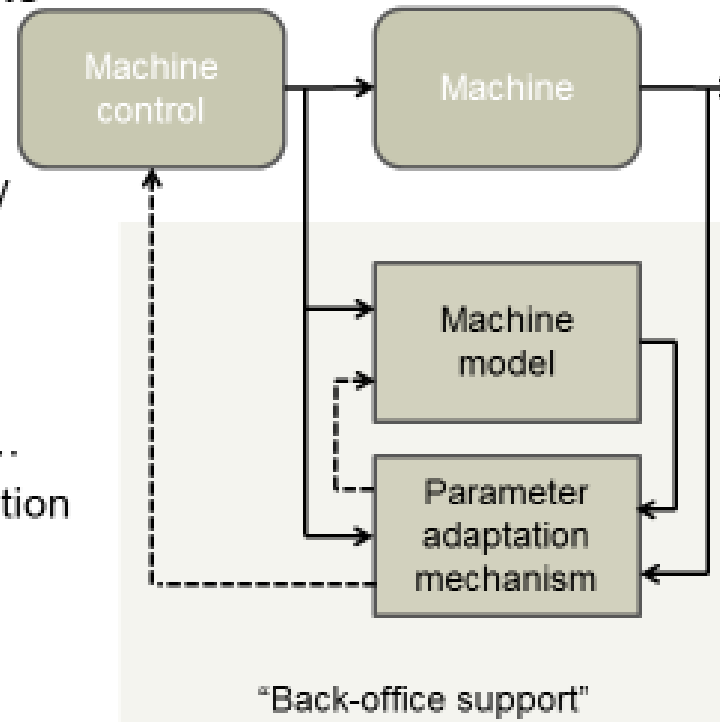 Machine
control
Machine
Machine
model
tion
Parameter
adaptation
mechanism
“Back-office support”